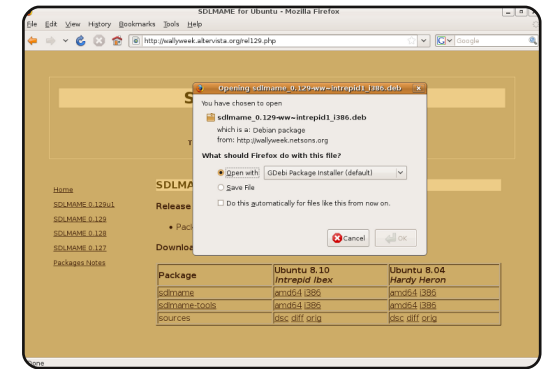 SDLMAME for Ubuntu - Mozilla Firefox
File Edit View History Bookmarks Tools Help
http://wallyweek.altervista.org/rel129.php
Google
Opening sdlmame_0.129-ww~intrepid1_i386.deb
You have chosen to open
sdlmame_0.129-ww~intrepid1_i386.deb
which is a: Debian package
from: http://wallyweek.netsons.org
What should Firefox do with this file?
Open with GDebi Package Installer (default)
Save File
Do this automatically for files like this from now on.
Cancel OK
S
T
Home
SDLMAME 0.129u1
SDLMAME 0.129
SDLMAME 0.128
SDLMAME 0.127
Packages Notes
SDLMA
Release
Paci
Downloa
Package Ubuntu 8.10 Intrepid Ibex Ubuntu 8.04 Hardy Heron
sdlmame amd64 i386 amd64 i386
sdlmame-tools amd64 i386 amd64 i386
sources dsc diff orig dsc diff orig
Done